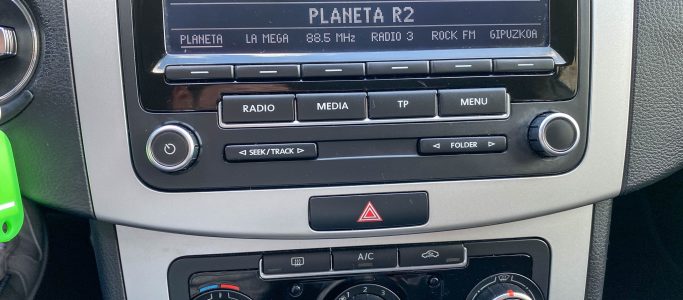 PLANETA R2
PLANETA LA MEGA 88.5 MHz RADIO 3 ROCK FM GIPUZKOA
RADIO MEDIA TP MENU
◁ SEEK/TRACK ▷ ◁ FOLDER ▷
A/C